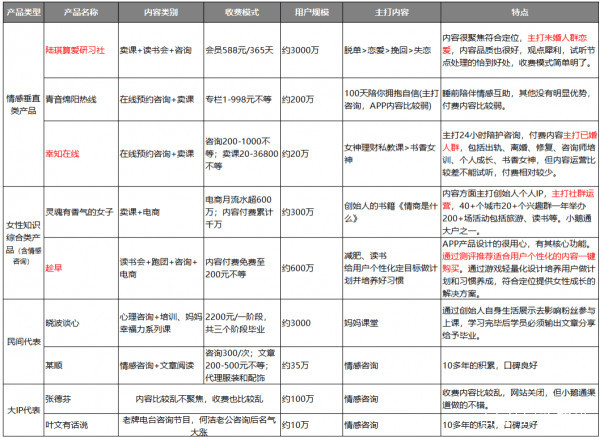 产品类型 产品名称 内容类别 收费模式 用户规模 主打内容 特点
情感垂直
类产品
陆琪算爱研习社 卖课+读书会+咨询 会员588元/365天 约3000万 脱单>恋爱>挽回>失恋
内容很聚焦符合定位，主打未婚人群恋
爱，内容品质也很好，观点犀利，试听节
点处理的恰到好处，收费模式简单明了。
青音倾阳热线 在线预约咨询+卖课 专栏1-998元不等 约200万
100天陪你拥抱自信(主打
咨询，APP内容比较弱)
睡前陪伴情感互助，其他没有明显优势，
付费内容比较弱。
幸知在线 在线预约咨询+卖课
咨询200-1000不
等；卖课20-36800
不等
约20万 女神理财私教课>书香女
神
主打24小时陪护咨询，付费内容主打已婚
人群，包括出轨、离婚、修复、咨询师培
训、个人成长、书香女神，但内容运营比
较差不能试听，付费相对较少。
女性知识
综合类产
品（含情感
咨询）
灵魂有香气的女子 卖课+电商
电商月流水超600
万；内容付费累计
千万
约300万 创始人的书籍《情商是什
么》
内容方面主打创始人个人IP，主打社群运
营，40+个城市20+个兴趣群一年举办
200+场活动包括旅游、读书等。小鹅通
大户之一。
趁早 读书会+跑团+咨询+
电商
内容付费免费至
200元不等
约600万
减肥、读书
给用户个性化定目标做计
划并培养好习惯
APP产品设计的很用心，有其核心功能。
通过测评推荐适合用户个性化的内容一键
购买。通过游戏轻量化设计培养用户做计
划和习惯养成，符合定位提供女性成长的
解决方案。
民间代表
晓波谈心 心理咨询+培训、妈妈
幸福力系列课
2200元/一阶段，
共三个阶段毕业
约3000 妈妈课堂
通过创始人自身生活展示去影响粉丝参与
上课，学习完毕后学员必须输出文章分享
给予毕业。
某顺 情感咨询+文章阅读
咨询300/次；文章
200-500元不等；
代理服装和配饰
约35万 情感咨询 10多年的积累，口碑良好
大IP代表
张德芬 内容比较乱不聚焦，收费也比较乱 约100万 情感咨询
收费内容比较乱，网站关闭，但小鹅通渠
道做的不错。
叶文有话说 老牌电台咨询节目，何洁老公咨询后名气
大涨
约10万 情感咨询 10多年的积累，口碑良好